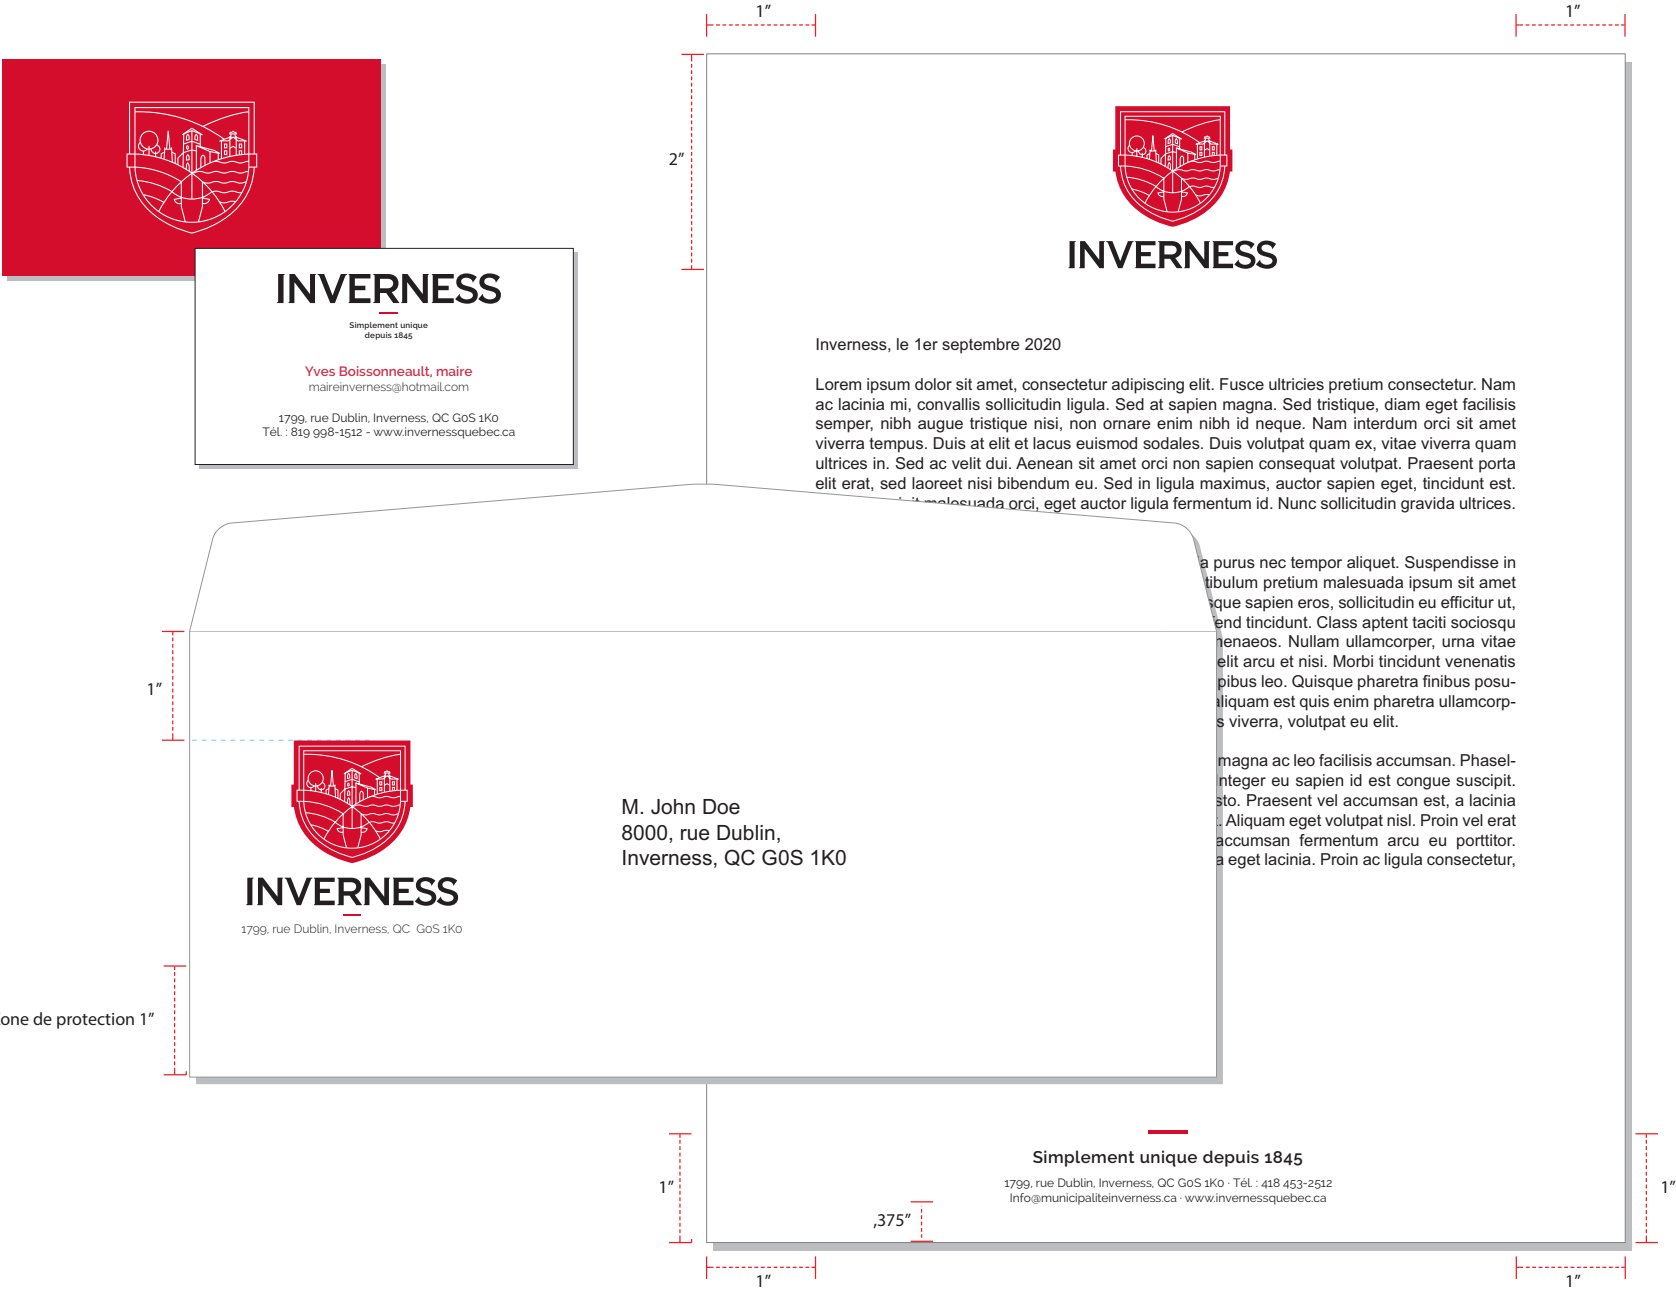 1”
1”
2”
INVERNESS
INVERNESS
Simplement unique
depuis 1845
Yves Boissonneault, maire
maireinverness@hotmail.com
1799, rue Dublin, Inverness, QC G0S 1K0
Tél. : 819 998-1512 - www.invernessquebec.ca
Inverness, le 1er septembre 2020
Lorem ipsum dolor sit amet, consectetur adipiscing elit. Fusce ultricies pretium consectetur. Nam
ac lacinia mi, convallis sollicitudin ligula. Sed at sapien magna. Sed tristique, diam eget facilisis
semper, nibh augue tristique nisi, non ornare enim nibh id neque. Nam interdum orci sit amet
viverra tempus. Duis at elit et lacus euismod sodales. Duis volutpat quam ex, vitae viverra quam
ultrices in. Sed ac velit dui. Aenean sit amet orci non sapien consequat volutpat. Praesent porta
elit erat, sed laoreet nisi bibendum eu. Sed in ligula maximus, auctor sapien eget, tincidunt est.
malesuada orci, eget auctor ligula fermentum id. Nunc sollicitudin gravida ultrices.
a purus nec tempor aliquet. Suspendisse in
tibulum pretium malesuada ipsum sit amet
sque sapien eros, sollicitudin eu efficitur ut,
end tincidunt. Class aptent taciti sociosqu
nenaeos. Nullam ullamcorper, urna vitae
elit arcu et nisi. Morbi tincidunt venenatis
pibus leo. Quisque pharetra finibus posu-
aliquam est quis enim pharetra ullamcorp-
s viverra, volutpat eu elit.
magna ac leo facilisis accumsan. Phasel-
Integer eu sapien id est congue suscipit.
sto. Praesent vel accumsan est, a lacinia
. Aliquam eget volutpat nisl. Proin vel erat
accumsan fermentum arcu eu porttitor.
a eget lacinia. Proin ac ligula consectetur,
1”
INVERNESS
1799, rue Dublin, Inverness, QC G0S 1K0
M. John Doe
8000, rue Dublin,
Inverness, QC G0S 1K0
one de protection 1”
Simplement unique depuis 1845
1799, rue Dublin, Inverness, QC G0S 1K0 · Tél. : 418 453-2512
Info@municipaliteinverness.ca · www.invernessquebec.ca
1”
,375”
1”
1”
1”